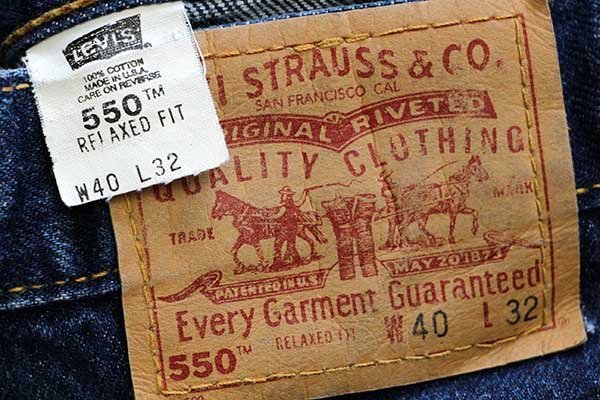 LEVI'S
100% COTTON
MADE IN U.S.A.
CARE ON REVERSE
550™
RELAXED FIT
W40 L32
I STRAUSS & CO.
SAN FRANCISCO CAL
ORIGINAL RIVETED
QUALITY CLOTHING
TRADE MARK
PATENTED IN U.S. MAY 20 1873
Every Garment Guaranteed
550™ RELAXED FIT W 40 L 32